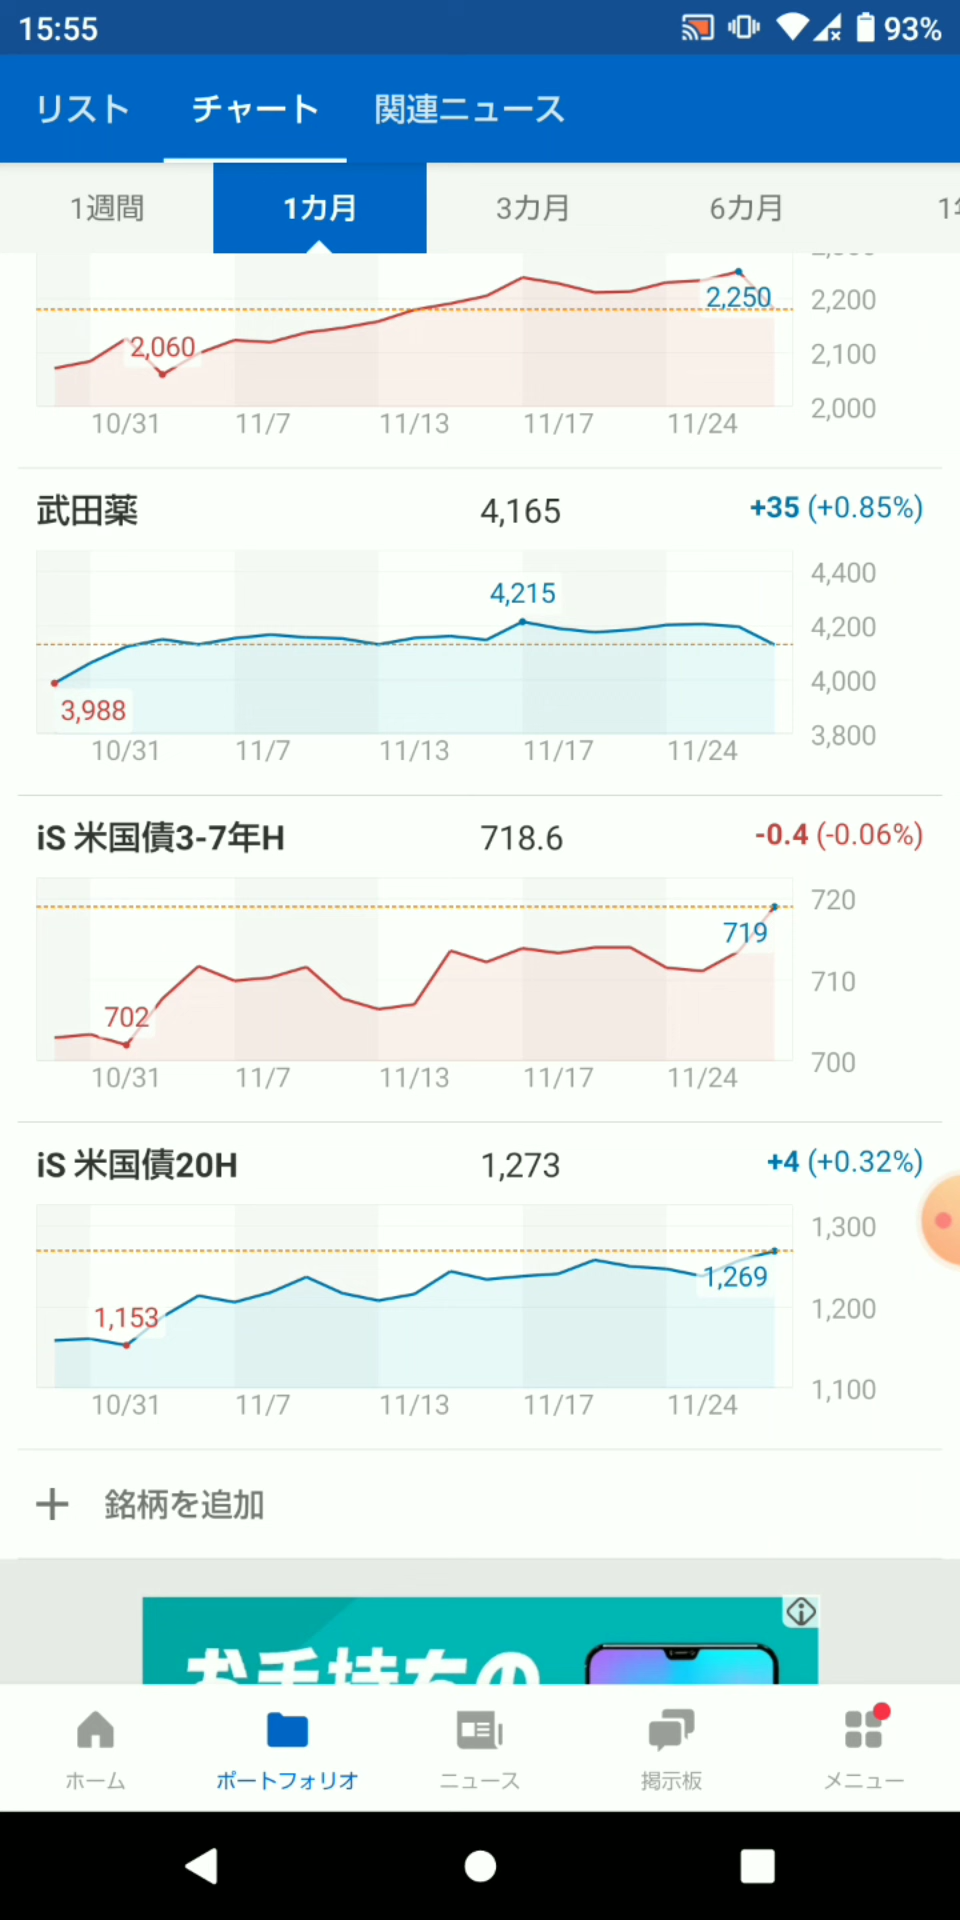 15:55 93%
リスト チャート 関連ニュース
1週間 1カ月 3カ月 6カ月
2,250 2,200
2,060 2,100
2,000
10/31 11/7 11/13 11/17 11/24
武田薬 4,165 +35 (+0.85%)
4,400
4,215
4,200
4,000
3,988
3,800
10/31 11/7 11/13 11/17 11/24
iS 米国債3-7年H 718.6 -0.4 (-0.06%)
720
719
710
702
700
10/31 11/7 11/13 11/17 11/24
iS 米国債20H 1,273 +4 (+0.32%)
1,300
1,269
1,153 1,200
1,100
10/31 11/7 11/13 11/17 11/24
銘柄を追加
お手持ちの
ホーム ポートフォリオ ニュース 掲示板 メニュー